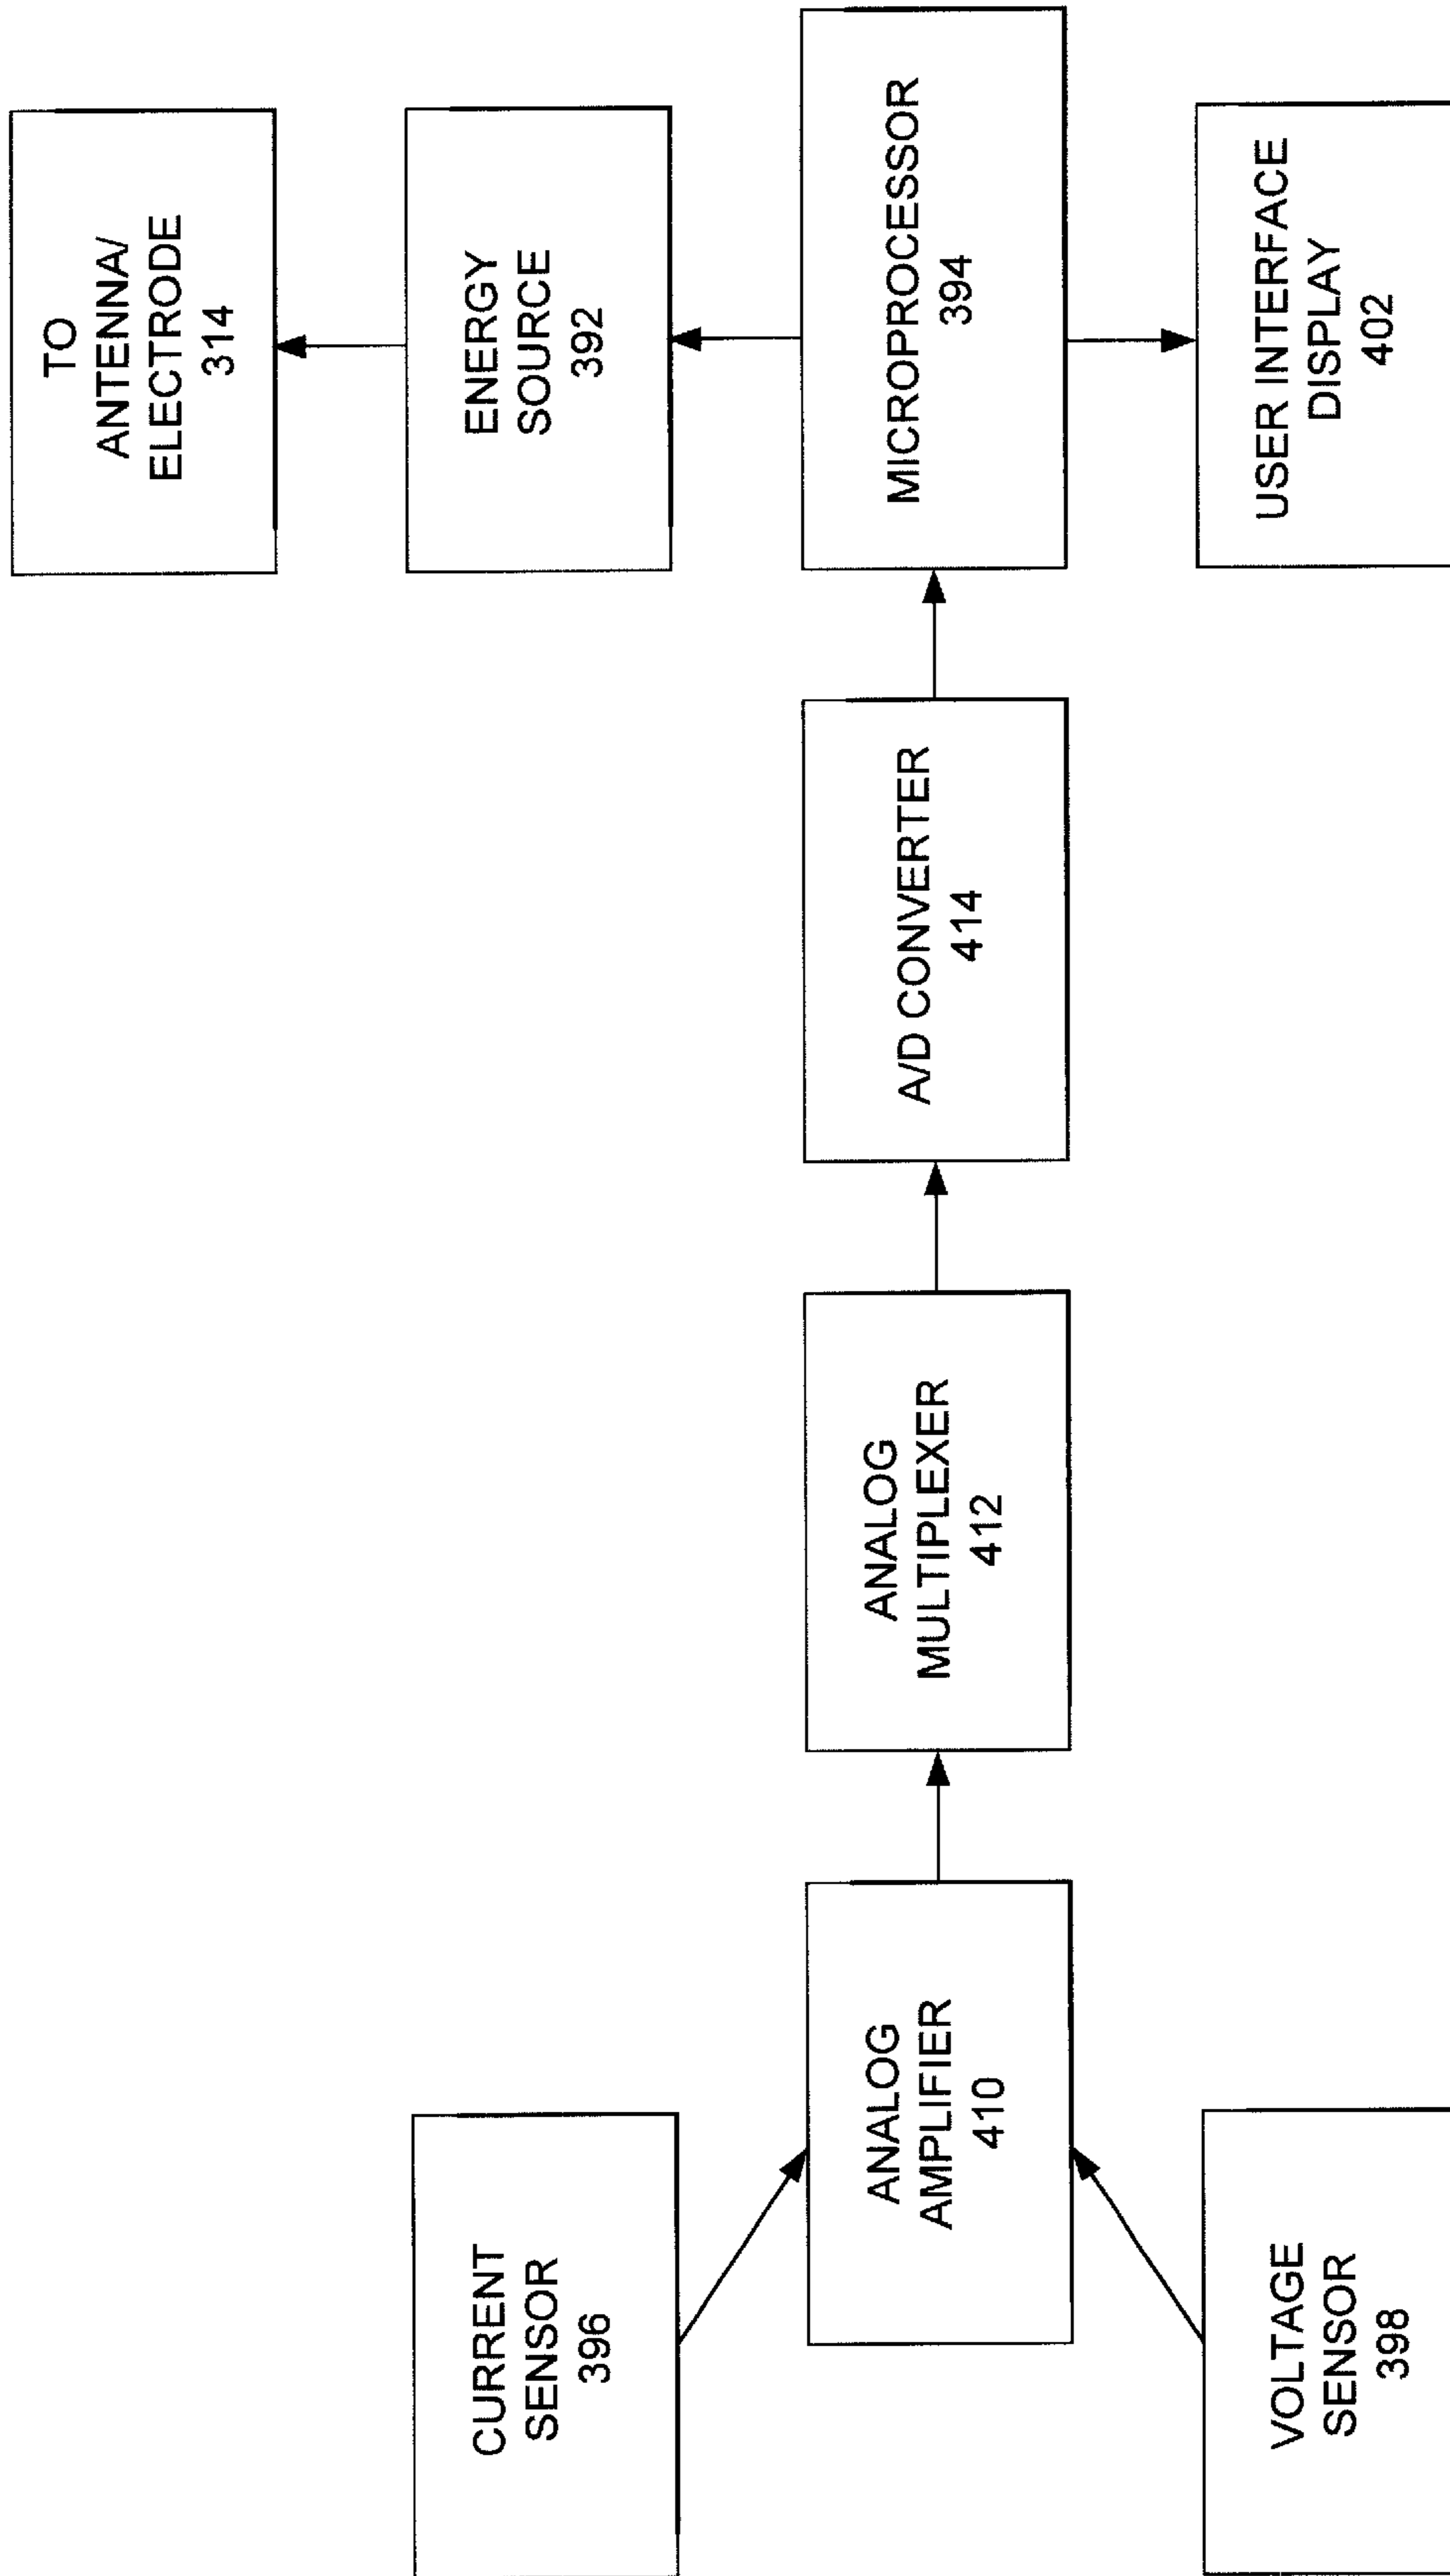 CURRENT
SENSOR
396
VOLTAGE
SENSOR
398
ANALOG
AMPLIFIER
410
ANALOG
MULTIPLEXER
412
A/D CONVERTER
414
MICROPROCESSOR
394
TO
ANTENNA/
ELECTRODE
314
ENERGY
SOURCE
392
USER INTERFACE
DISPLAY
402